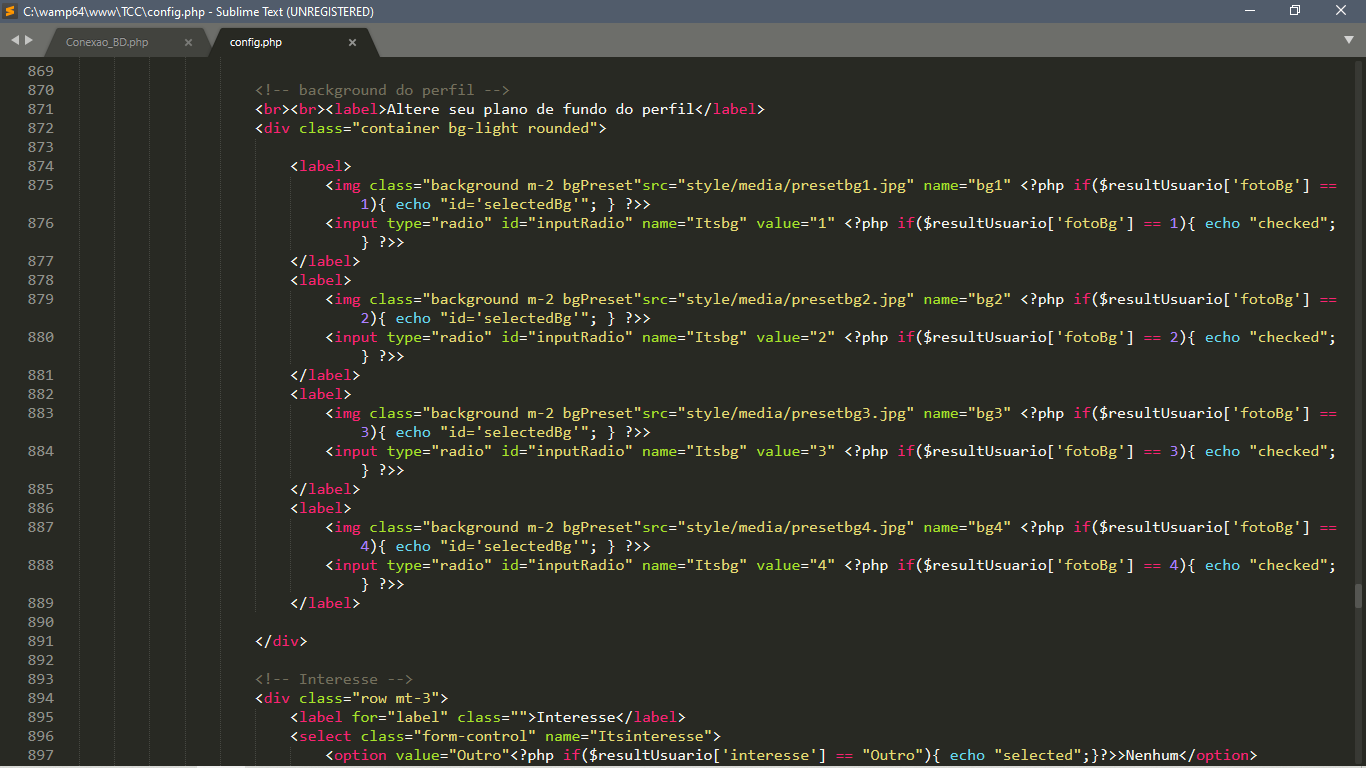 C:\wamp64\www\TCC\config.php - Sublime Text (UNREGISTERED)
Conexao_BD.php
config.php
869
870 <!-- background do perfil -->
871 <br><br><label>Altere seu plano de fundo do perfil</label>
872 <div class="container bg-light rounded">
873
874 <label>
875 <img class="background m-2 bgPreset"src="style/media/presetbg1.jpg" name="bg1" <?php if($resultUsuario['fotoBg'] ==
1){ echo "id='selectedBg'"; } ?>>
876 <input type="radio" id="inputRadio" name="Itsbg" value="1" <?php if($resultUsuario['fotoBg'] == 1){ echo "checked";
} ?>>
877 </label>
878 <label>
879 <img class="background m-2 bgPreset"src="style/media/presetbg2.jpg" name="bg2" <?php if($resultUsuario['fotoBg'] ==
2){ echo "id='selectedBg'"; } ?>>
880 <input type="radio" id="inputRadio" name="Itsbg" value="2" <?php if($resultUsuario['fotoBg'] == 2){ echo "checked";
} ?>>
881 </label>
882 <label>
883 <img class="background m-2 bgPreset"src="style/media/presetbg3.jpg" name="bg3" <?php if($resultUsuario['fotoBg'] ==
3){ echo "id='selectedBg'"; } ?>>
884 <input type="radio" id="inputRadio" name="Itsbg" value="3" <?php if($resultUsuario['fotoBg'] == 3){ echo "checked";
} ?>>
885 </label>
886 <label>
887 <img class="background m-2 bgPreset"src="style/media/presetbg4.jpg" name="bg4" <?php if($resultUsuario['fotoBg'] ==
4){ echo "id='selectedBg'"; } ?>>
888 <input type="radio" id="inputRadio" name="Itsbg" value="4" <?php if($resultUsuario['fotoBg'] == 4){ echo "checked";
} ?>>
889 </label>
890
891 </div>
892
893 <!-- Interesse -->
894 <div class="row mt-3">
895 <label for="label" class="">Interesse</label>
896 <select class="form-control" name="Itsinteresse">
897 <option value="Outro"<?php if($resultUsuario['interesse'] == "Outro"){ echo "selected";}?>>Nenhum</option>